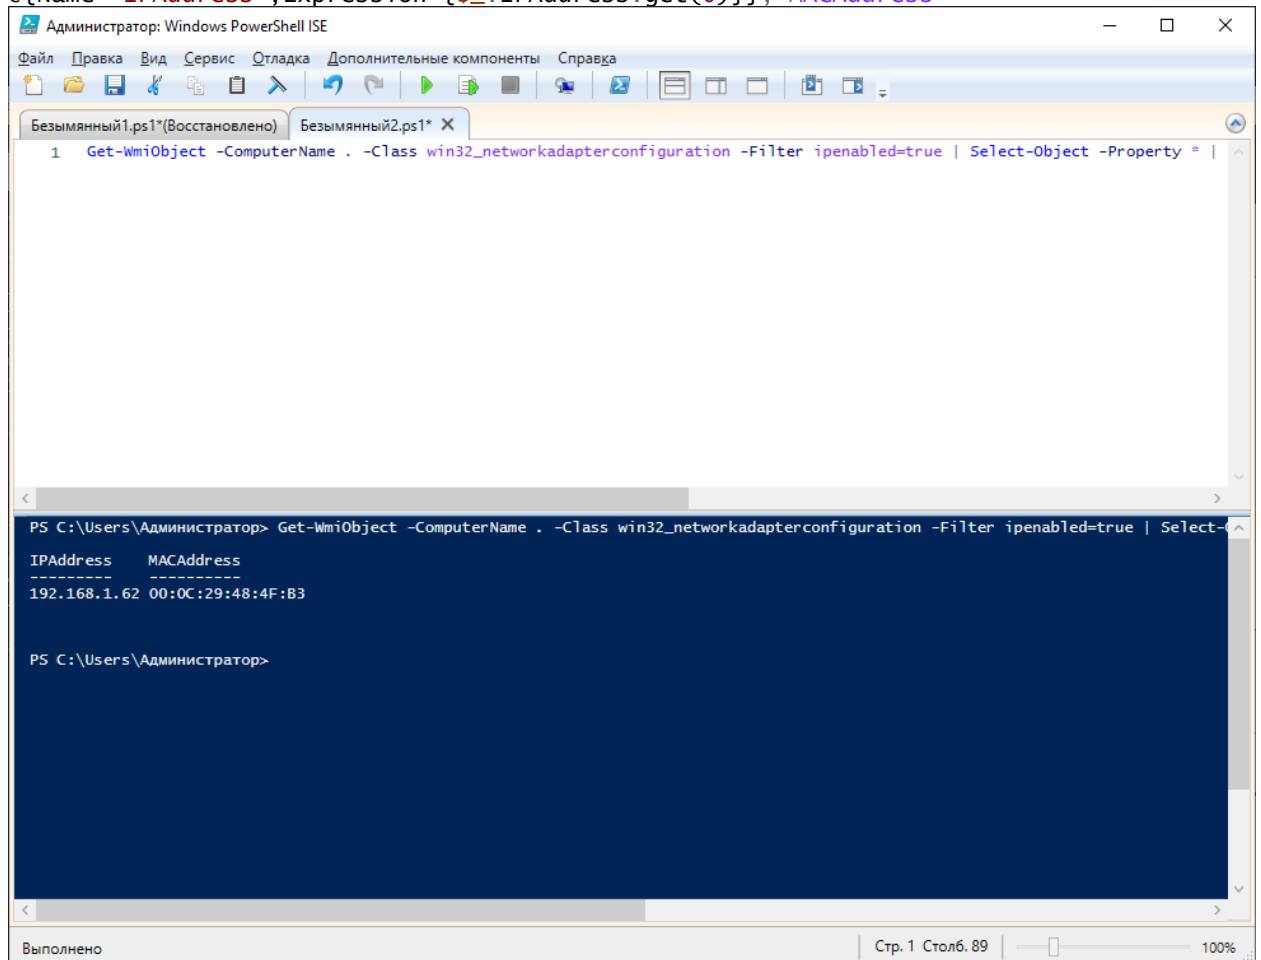 Администратор: Windows PowerShell ISE
Файл Правка Вид Сервис Отладка Дополнительные компоненты Справка
Безымянный1.ps1*(Восстановлено) Безымянный2.ps1* X
1 Get-WmiObject -ComputerName . -Class win32_networkadapterconfiguration -Filter ipenabled=true | Select-Object -Property * |
PS C:\Users\Администратор> Get-WmiObject -ComputerName . -Class win32_networkadapterconfiguration -Filter ipenabled=true | Select-
IPAddress MACAddress
--------- ----------
192.168.1.62 00:0C:29:48:4F:B3
PS C:\Users\Администратор>
Выполнено Стр. 1 Столб. 89 100%